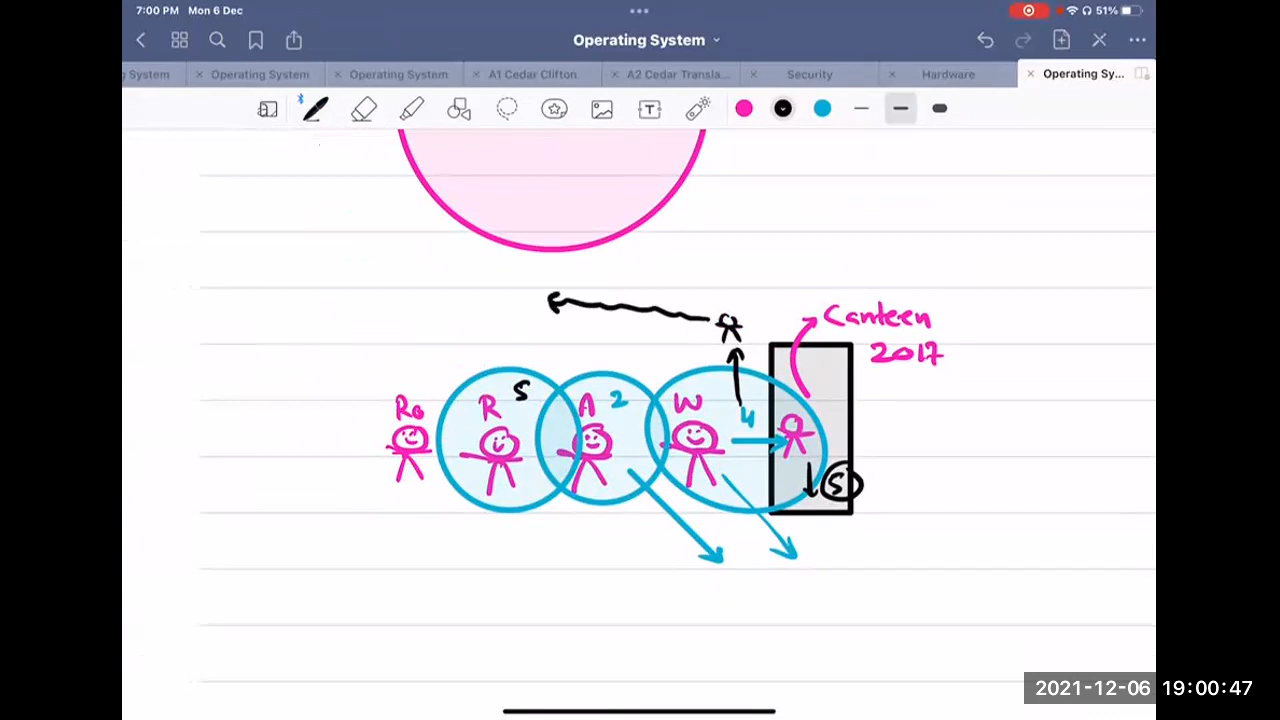 7:00 PM Mon 6 Dec
51%
Operating System
g System
Operating System
Operating System
A1 Cedar Clifton
A2 Cedar Transla...
Security
Hardware
Operating Sy...
T
Canteen
2017
Ro
R
S
A
2
W
4
5
2021-12-06 19:00:47